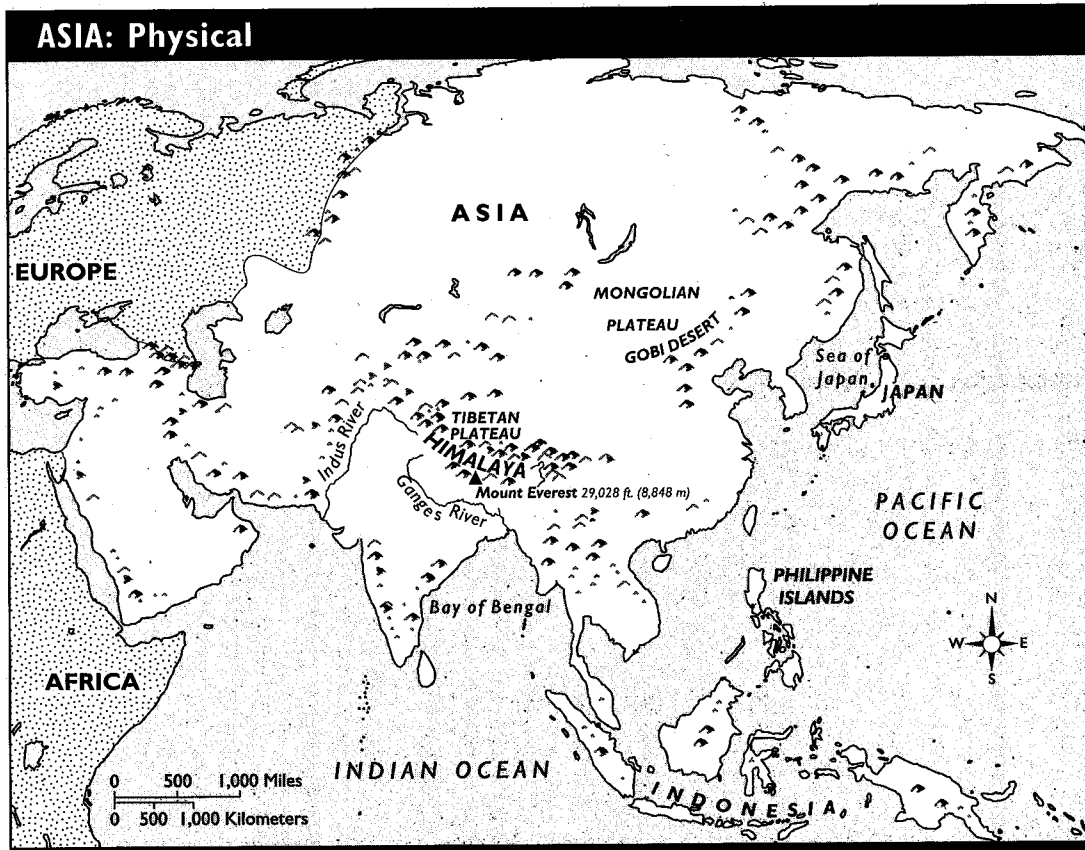 ASIA: Physical
ASIA
EUROPE
MONGOLIAN
PLATEAU
GOBI DESERT
Sea of
Japan
JAPAN
Indus River
TIBETAN
PLATEAU
HIMALAYA
Mount Everest 29,028 ft. (8,848 m)
Ganges River
PACIFIC
OCEAN
PHILIPPINE
ISLANDS
Bay of Bengal
N
W E
S
AFRICA
0 500 1,000 Miles
0 500 1,000 Kilometers
INDIAN OCEAN
INDONESIA